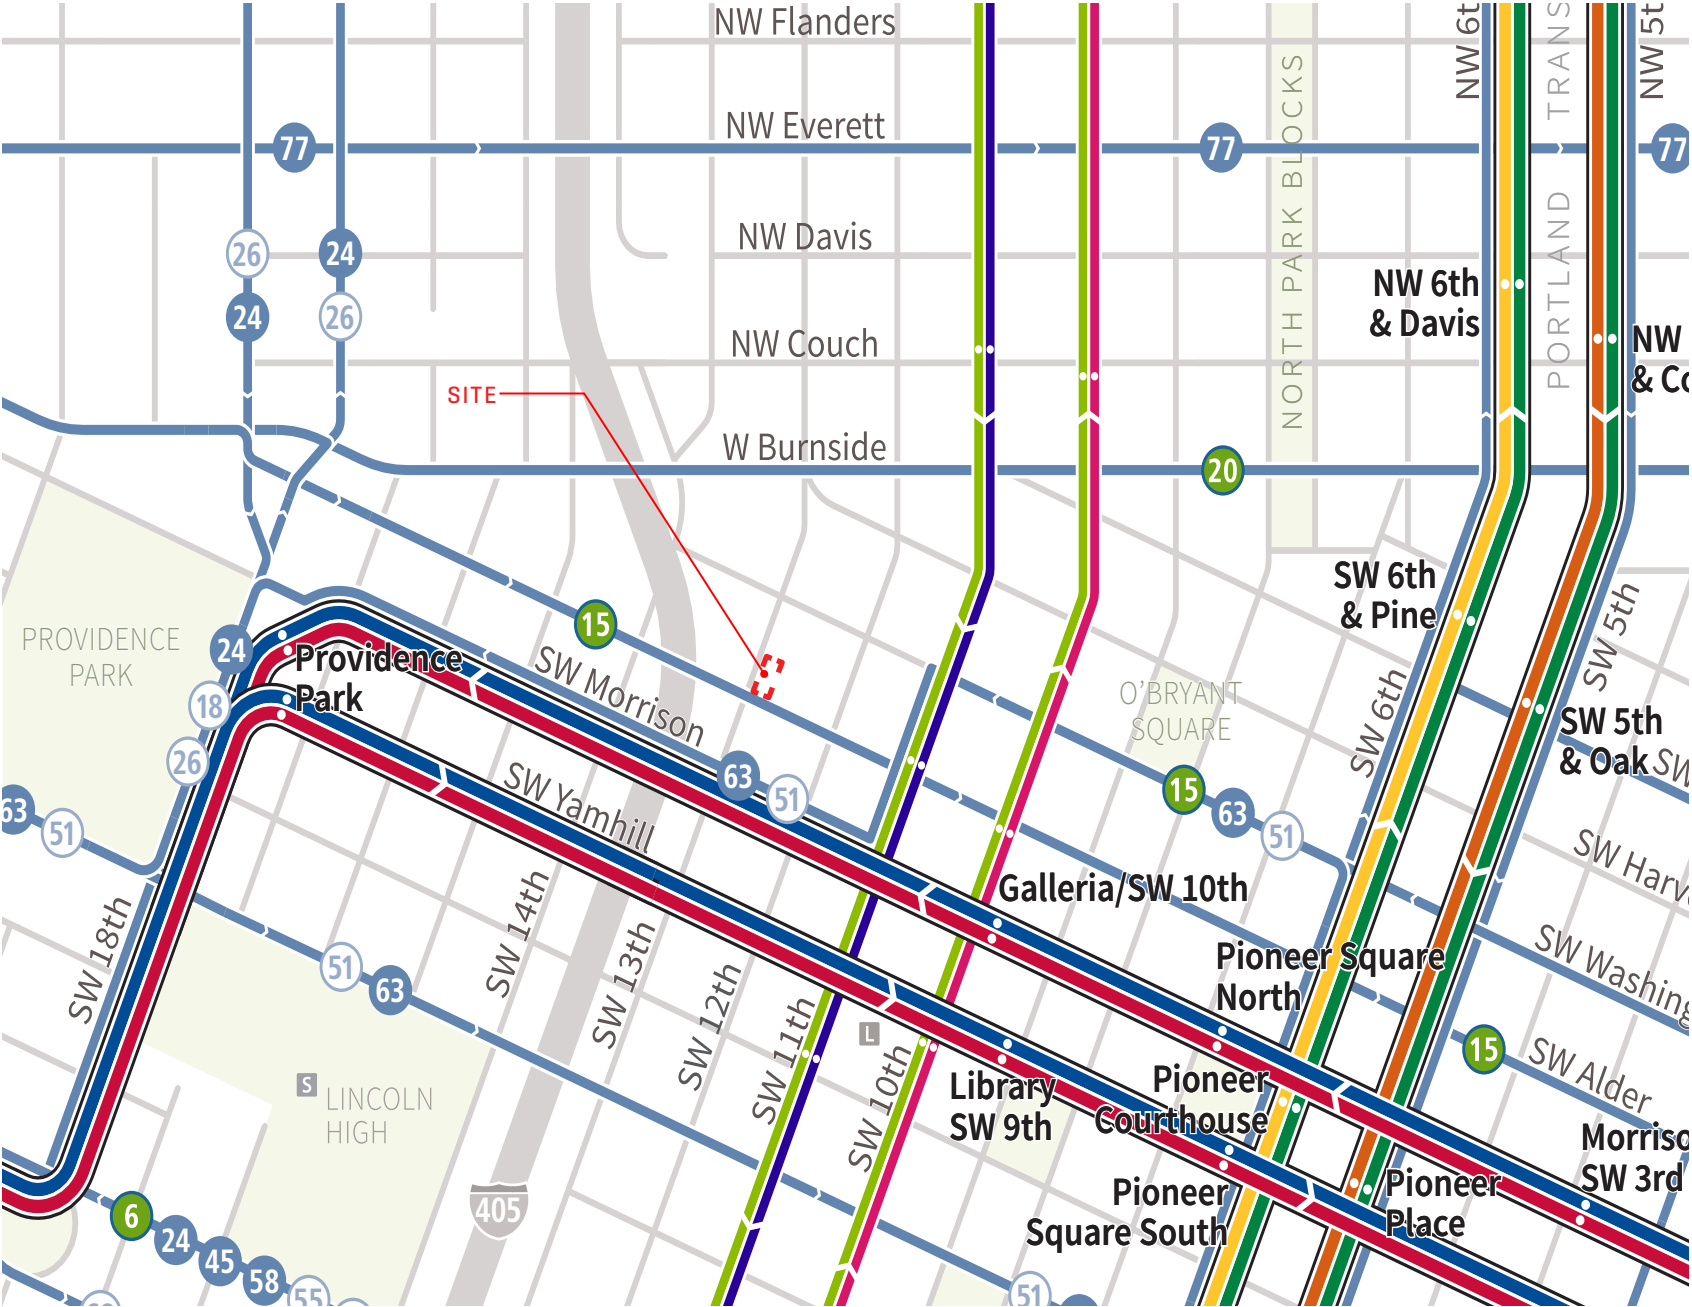 NW Flanders
NW 6t
PORTLAND TRANS
NW 5t
NW Everett
77
77
77
NORTH PARK BLOCKS
26
24
NW Davis
24
26
NW 6th
& Davis
NW Couch
NW
& Co
SITE
W Burnside
20
SW 6th
& Pine
SW 5th
15
PROVIDENCE
PARK
24
Providence
Park
SW Morrison
O'BRYANT
SQUARE
SW 6th
SW 5th
& Oak
SW
18
26
63
51
15
63
51
63
51
SW Yamhill
SW Harv
Galleria/SW 10th
SW 18th
SW 14th
SW 13th
SW 12th
SW 11th
SW 10th
51
63
Pioneer Square
North
SW Washing
L
15
SW Alder
S
LINCOLN
HIGH
Library
SW 9th
Pioneer
Courthouse
Morriso
SW 3rd
Pioneer
Square South
Pioneer
Place
405
6
24
45
58
55
51